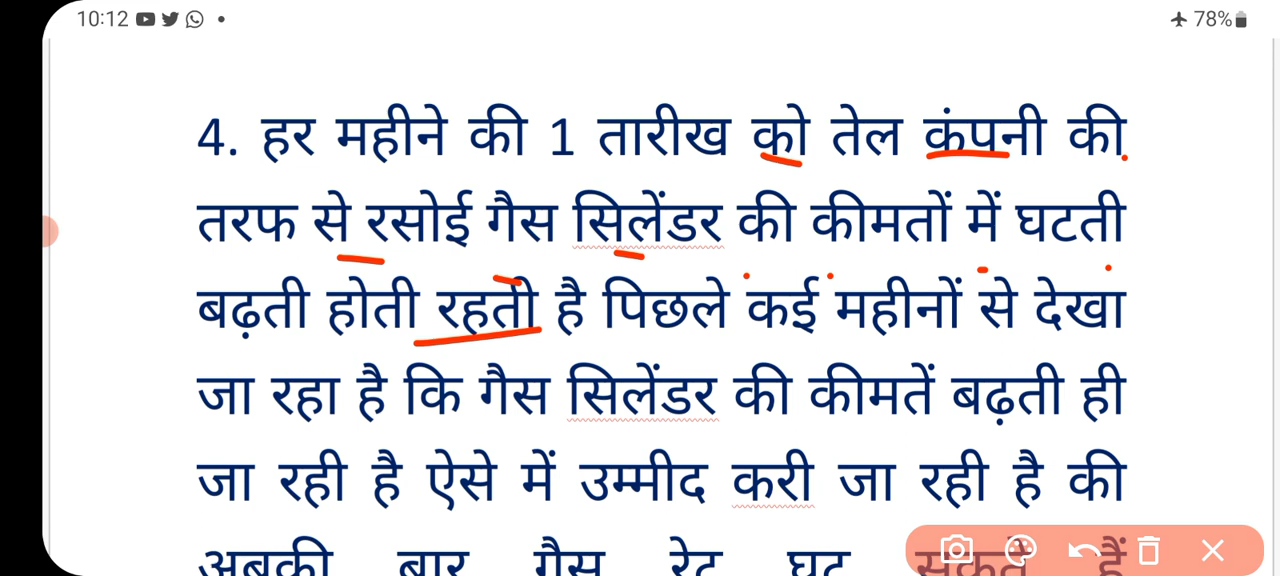 10:12 78%
4. हर महीने की 1 तारीख को तेल कंपनी की
तरफ से रसोई गैस सिलेंडर की कीमतों में घटती
बढ़ती होती रहती है पिछले कई महीनों से देखा
जा रहा है कि गैस सिलेंडर की कीमतें बढ़ती ही
जा रही है ऐसे में उम्मीद करी जा रही है की
अबकी बार गैस रेट घट सकते हैं